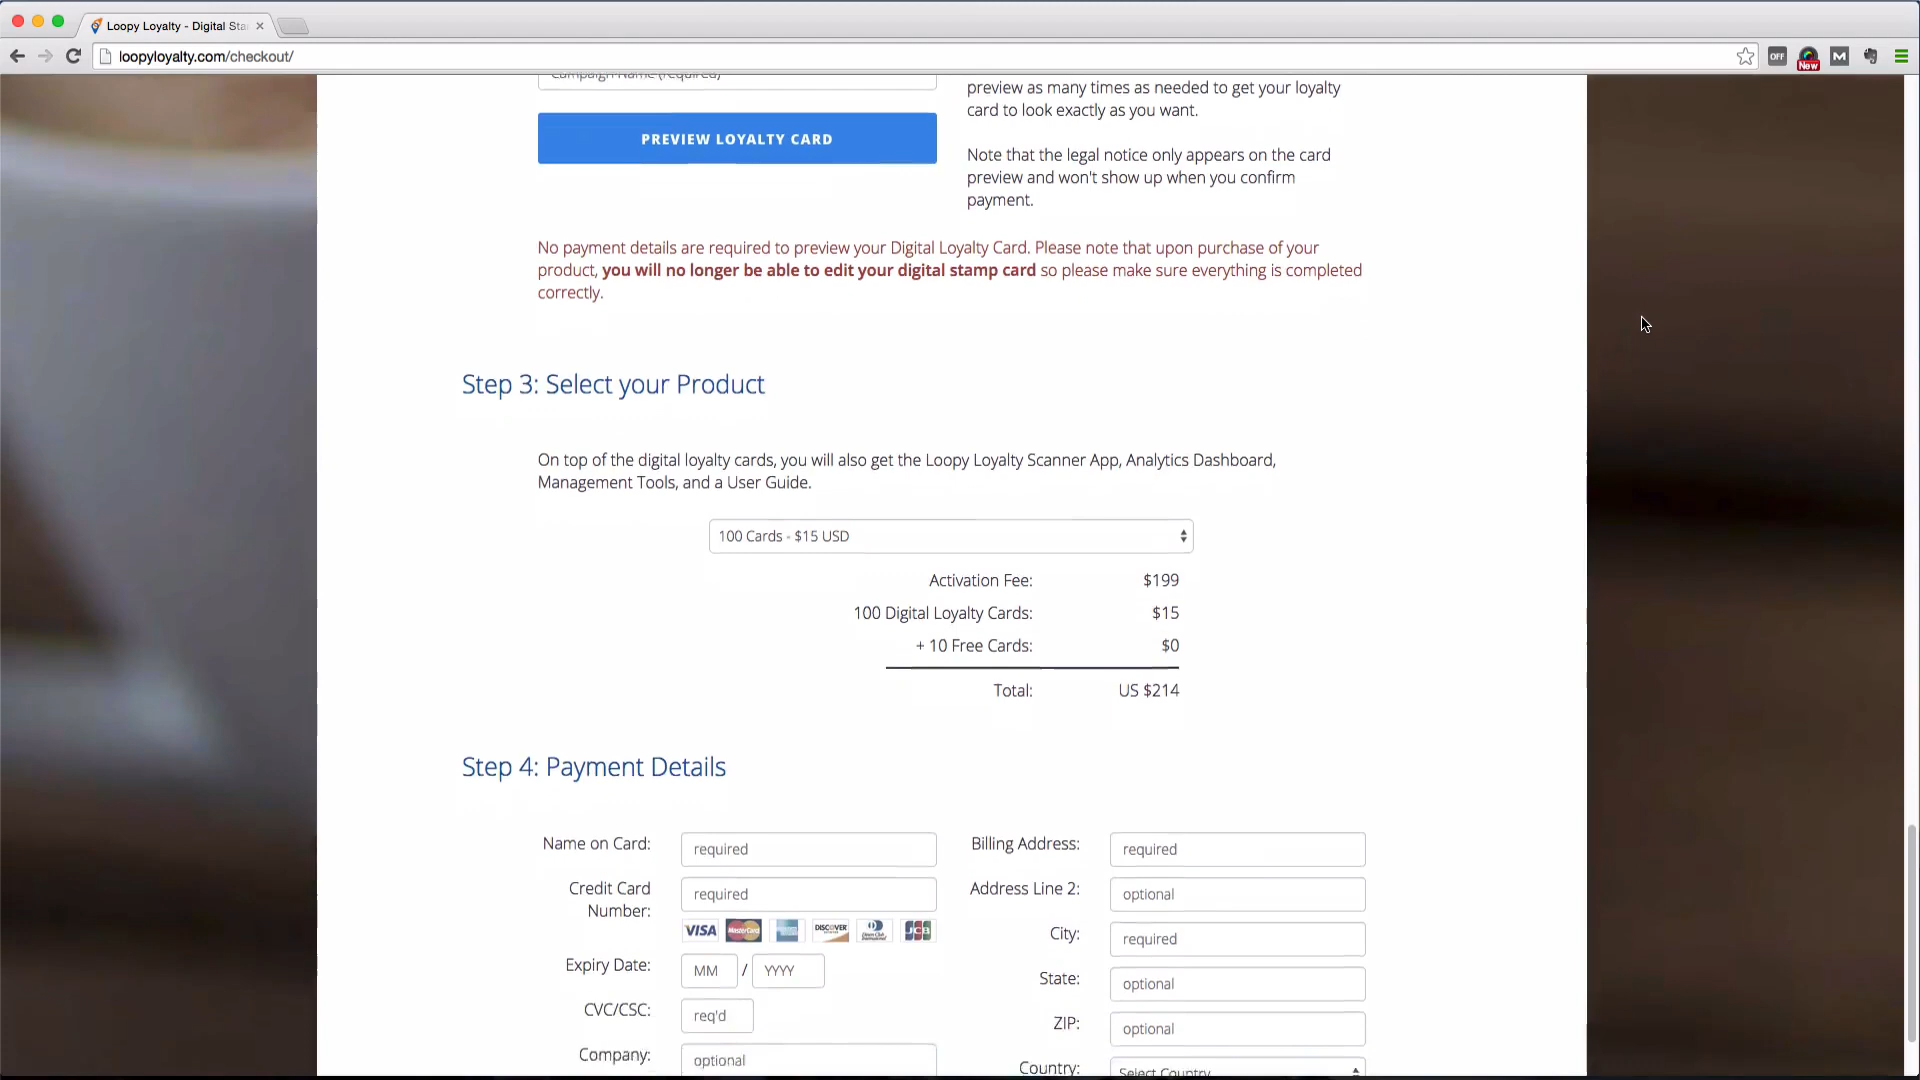 Loopy Loyalty - Digital Sta
loopyloyalty.com/checkout/
OFF
New
Campaign Name (required)
preview as many times as needed to get your loyalty
card to look exactly as you want.
PREVIEW LOYALTY CARD
Note that the legal notice only appears on the card
preview and won't show up when you confirm
payment.
No payment details are required to preview your Digital Loyalty Card. Please note that upon purchase of your
product, you will no longer be able to edit your digital stamp card so please make sure everything is completed
correctly.
Step 3: Select your Product
On top of the digital loyalty cards, you will also get the Loopy Loyalty Scanner App, Analytics Dashboard,
Management Tools, and a User Guide.
100 Cards - $15 USD
Activation Fee: $199
100 Digital Loyalty Cards: $15
+ 10 Free Cards: $0
Total: US $214
Step 4: Payment Details
Name on Card: required
Credit Card
Number: required
VISA MasterCard DISCOVER JCB
Expiry Date: MM / YYYY
CVC/CSC: req'd
Company: optional
Billing Address: required
Address Line 2: optional
City: required
State: optional
ZIP: optional
Country: Select Country